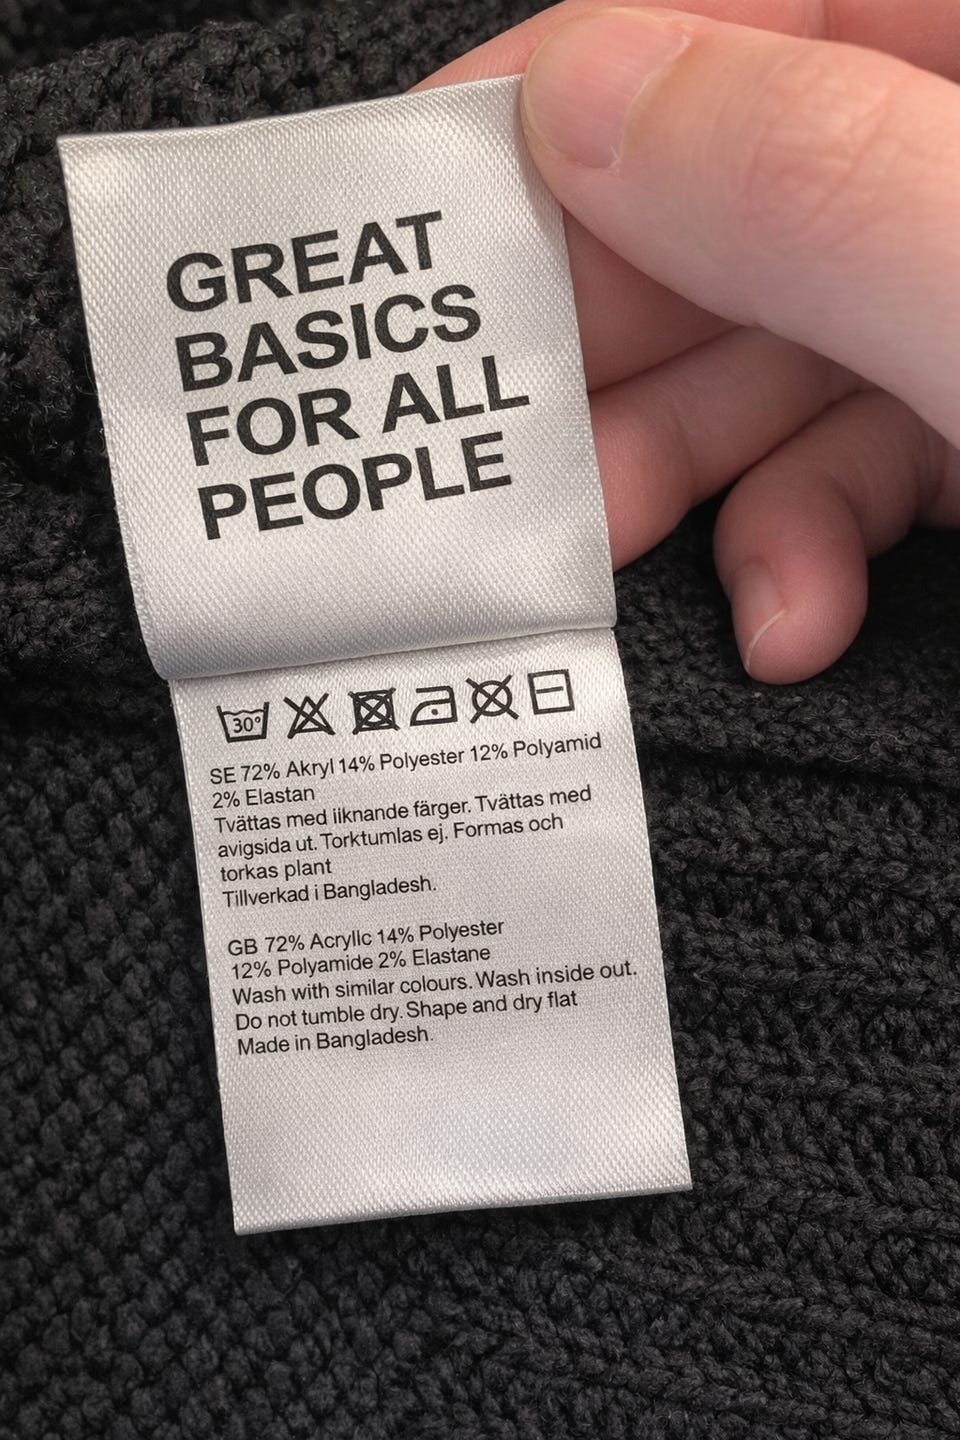 GREAT
BASICS
FOR ALL
PEOPLE
30°
SE 72% Akryl 14% Polyester 12% Polyamid
2% Elastan
Tvättas med iiknande färger. Tvättas med
avigsida ut. Torktumlas ej. Formas och
torkas plant
Tillverkad i Bangladesh.
GB 72% Acryllc 14% Polyester
12% Polyamide 2% Elastane
Wash with similar colours. Wash inside out.
Do not tumble dry. Shape and dry flat
Made in Bangladesh.